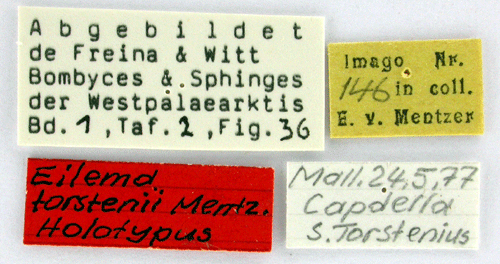 Abgebildet
de Freina & Witt
Bombyces & Sphinges
der Westpalaearktis
Bd. 1, Taf. 2, Fig. 36
Imago Nr.
146 in coll.
E. v. Mentzer
Eilema
torstenii Mentz.
Holotypus
Mall. 24.5.77
Capdella
S. Torstenius